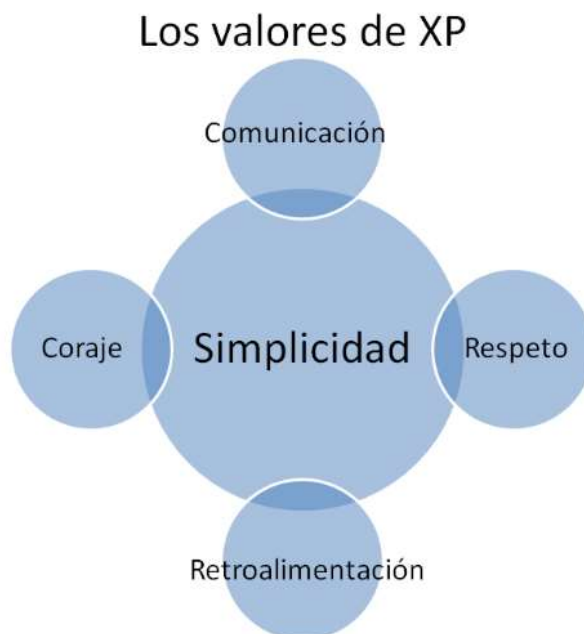 Los valores de XP
Comunicación
Coraje
Simplicidad
Respeto
Retroalimentación